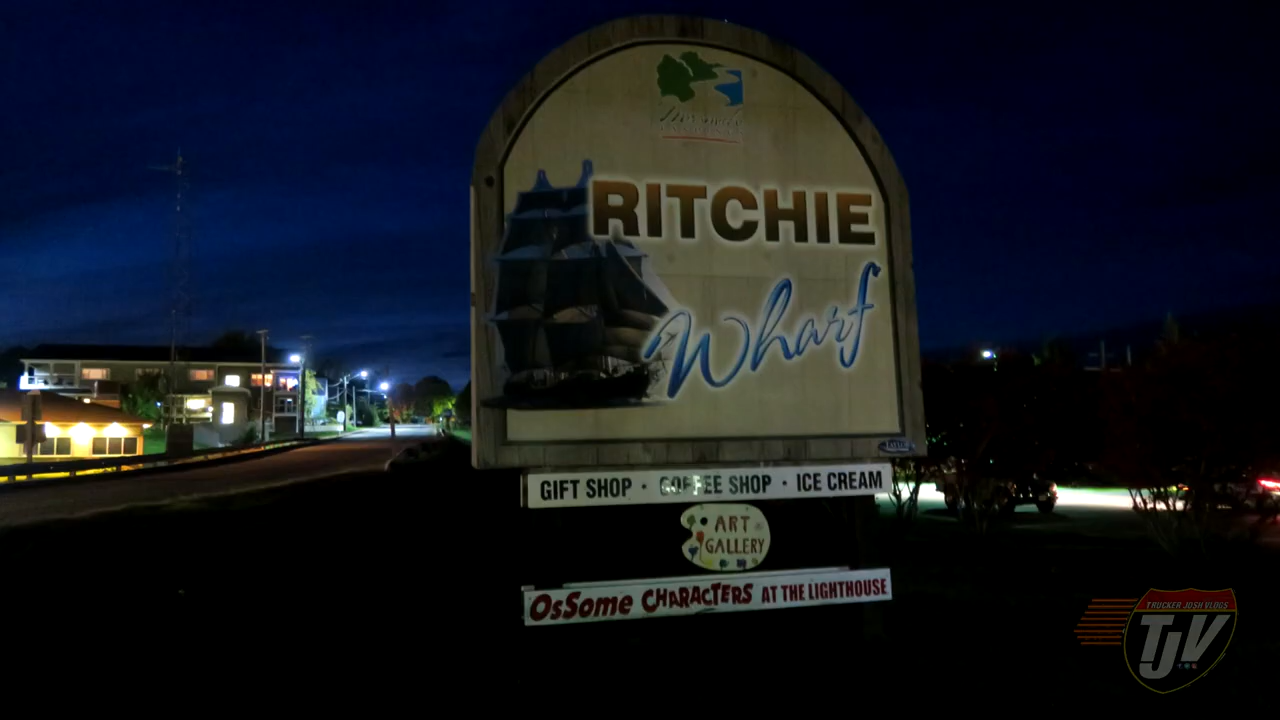 Miramichi
RITCHIE
Wharf
GIFT SHOP · COFFEE SHOP · ICE CREAM
ART
GALLERY
OsSome CHARACTERS AT THE LIGHTHOUSE
TRUCKER JOSH VLOGS
TJV